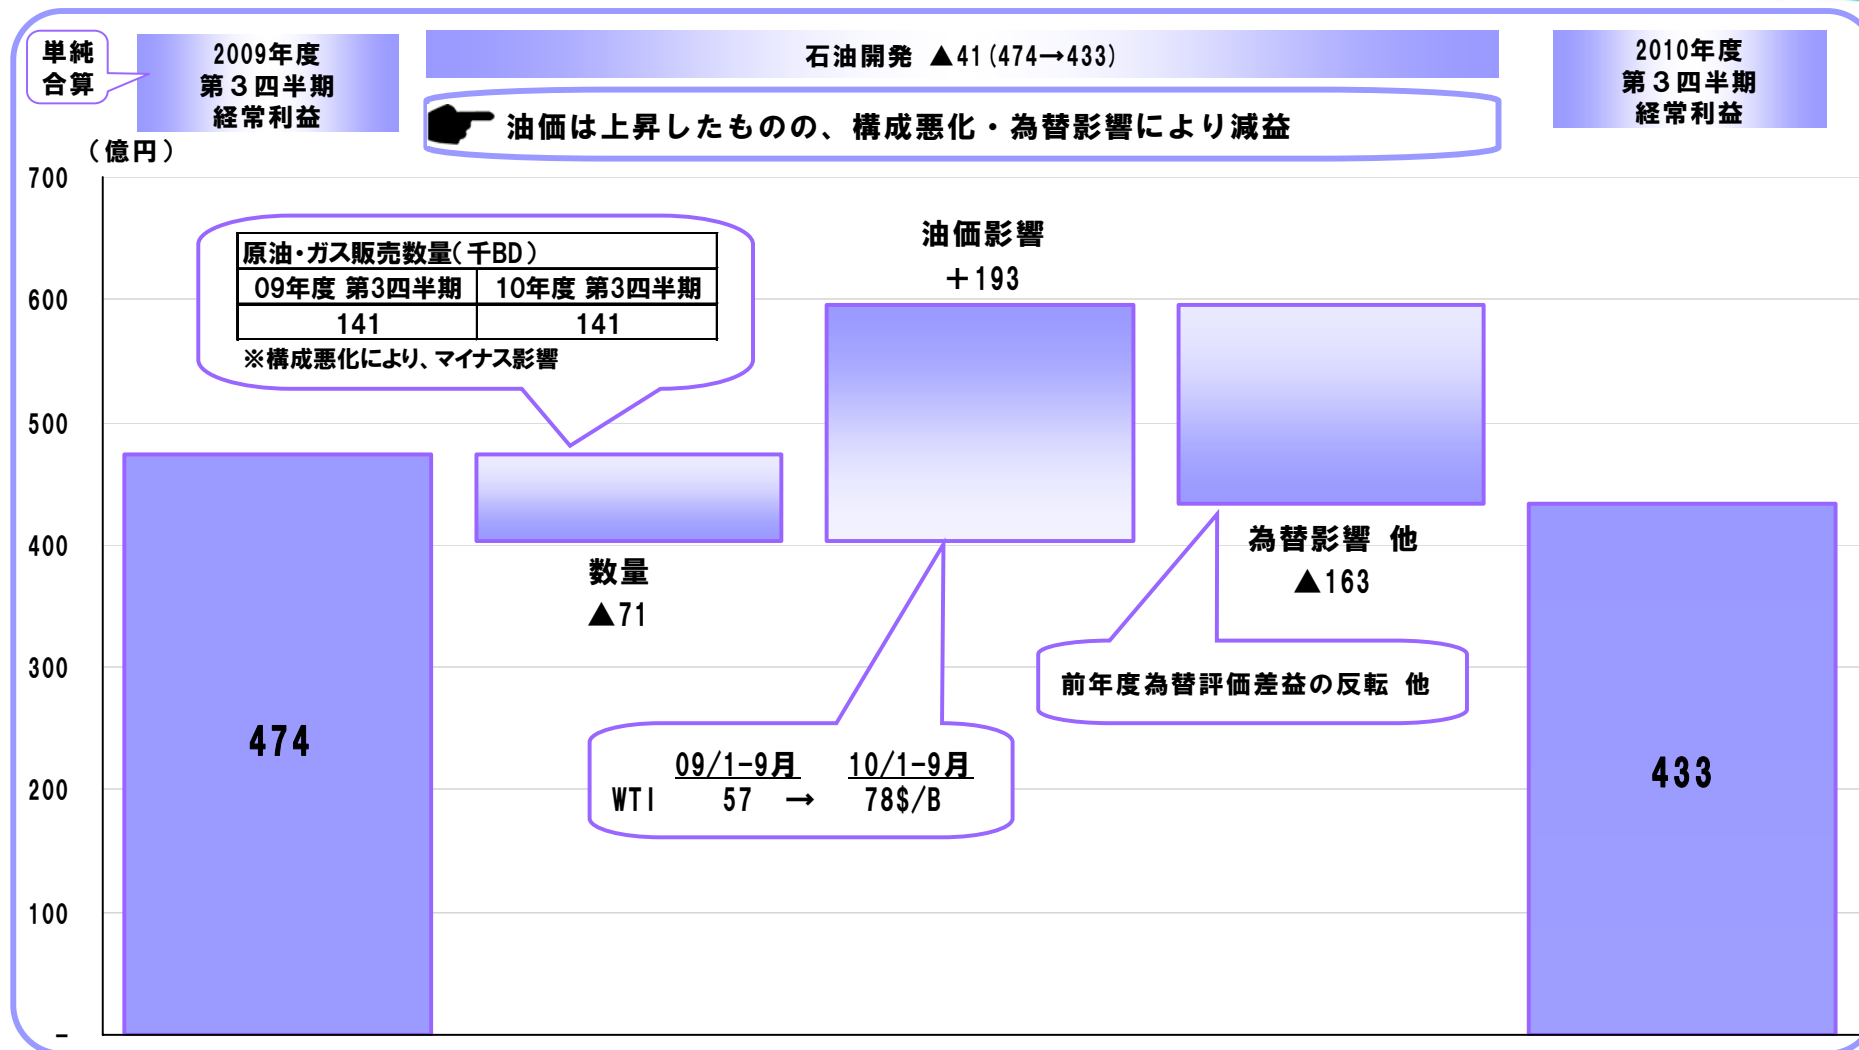 単純
合算
2009年度
第３四半期
経常利益
石油開発 ▲41(474→433)
2010年度
第３四半期
経常利益
油価は上昇したものの、構成悪化・為替影響により減益
(億円)
700
600
500
400
300
200
100
-
原油・ガス販売数量(千BD)
09年度 第3四半期 10年度 第3四半期
141 141
※構成悪化により、マイナス影響
油価影響
＋193
数量
▲71
為替影響 他
▲163
前年度為替評価差益の反転 他
09/1-9月 10/1-9月
WTI 57 → 78$/B
474
433